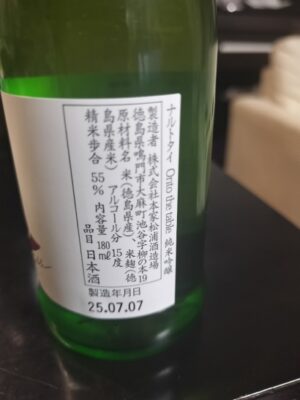 ナルトタイ Onto the table 純米吟醸
製造者 株式会社本家松浦酒造場
徳島県鳴門市大麻町池谷字柳の本19
原材料名 米(徳島県産) 米麹(徳
島県産米) アルコール分 15度
精米歩合 55% 内容量 180㎖
品目 日本酒
製造年月日
25.07.07